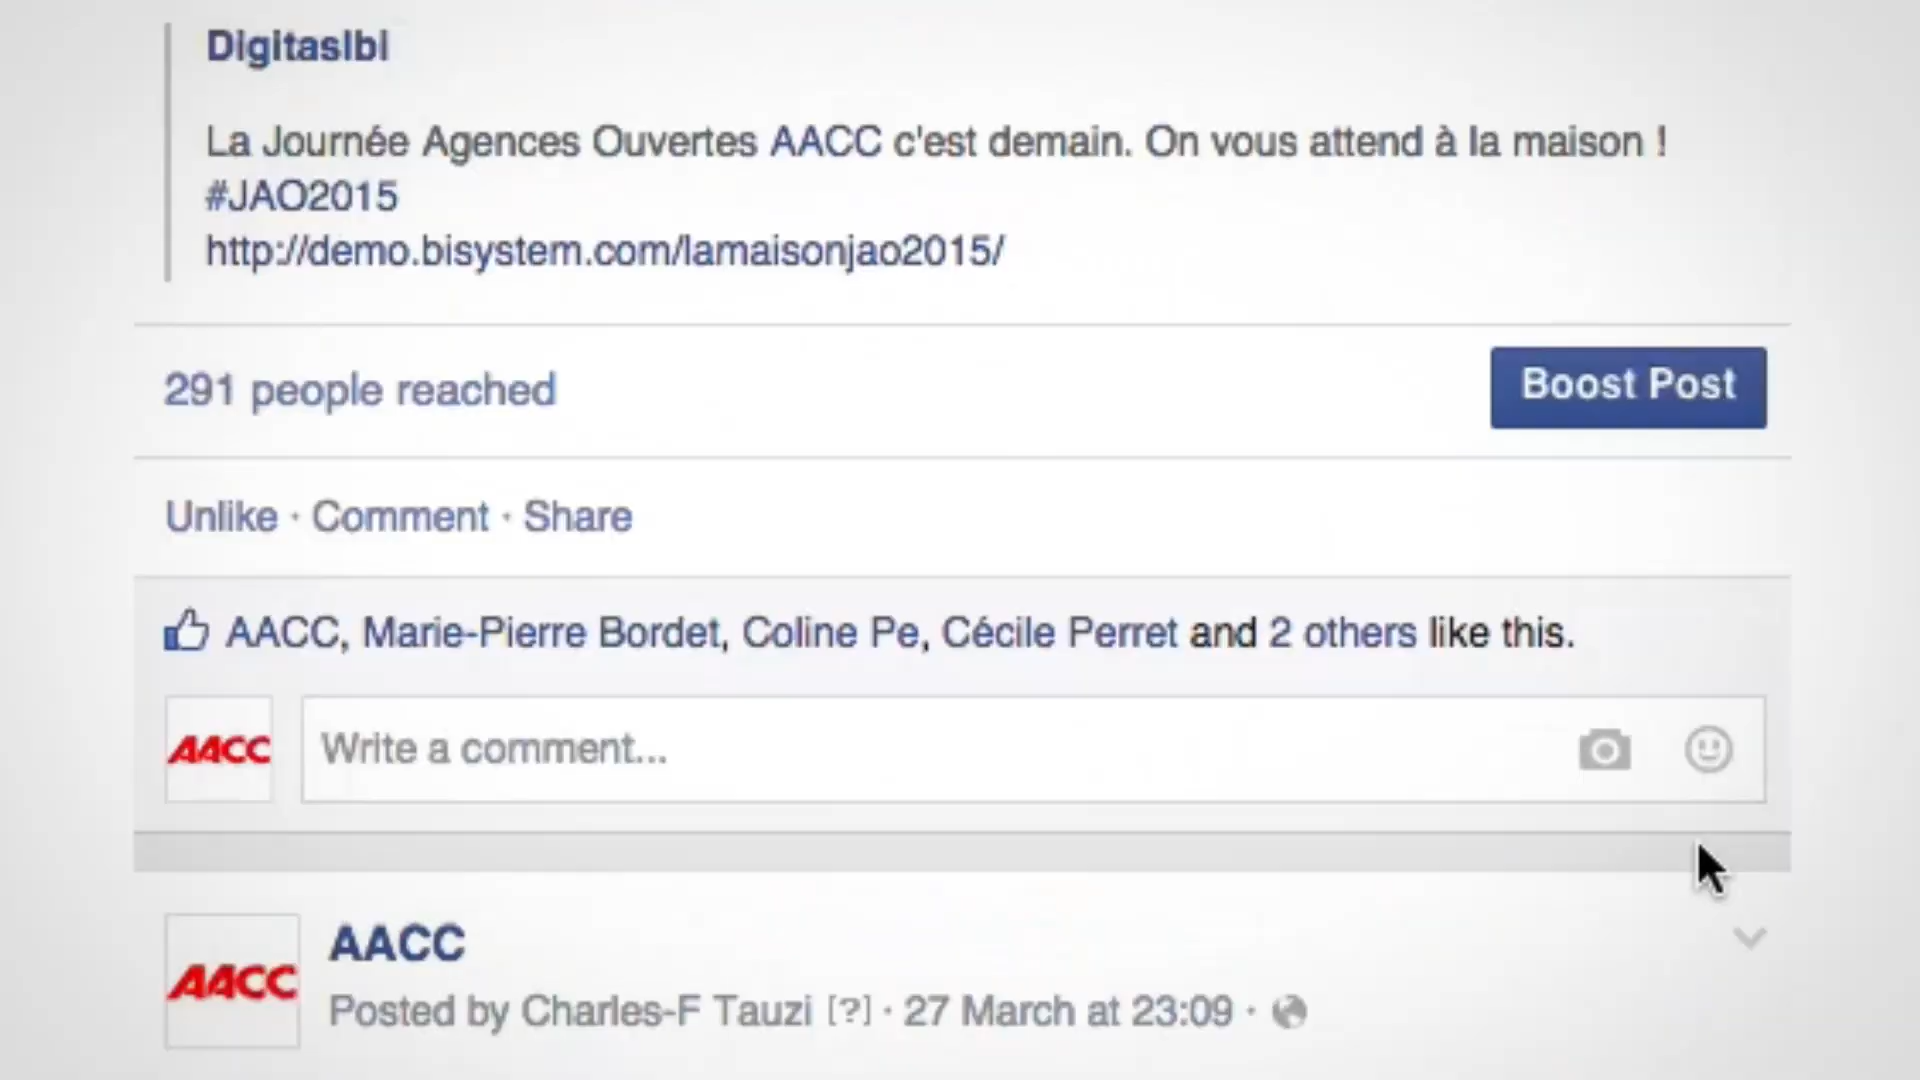 DigitasLbi
La Journée Agences Ouvertes AACC c'est demain. On vous attend à la maison !
#JAO2015
http://demo.bisystem.com/lamaisonjao2015/
291 people reached
Boost Post
Unlike · Comment · Share
AACC, Marie-Pierre Bordet, Coline Pe, Cécile Perret and 2 others like this.
AACC
Write a comment...
AACC
AACC
Posted by Charles-F Tauzi [?] · 27 March at 23:09 ·